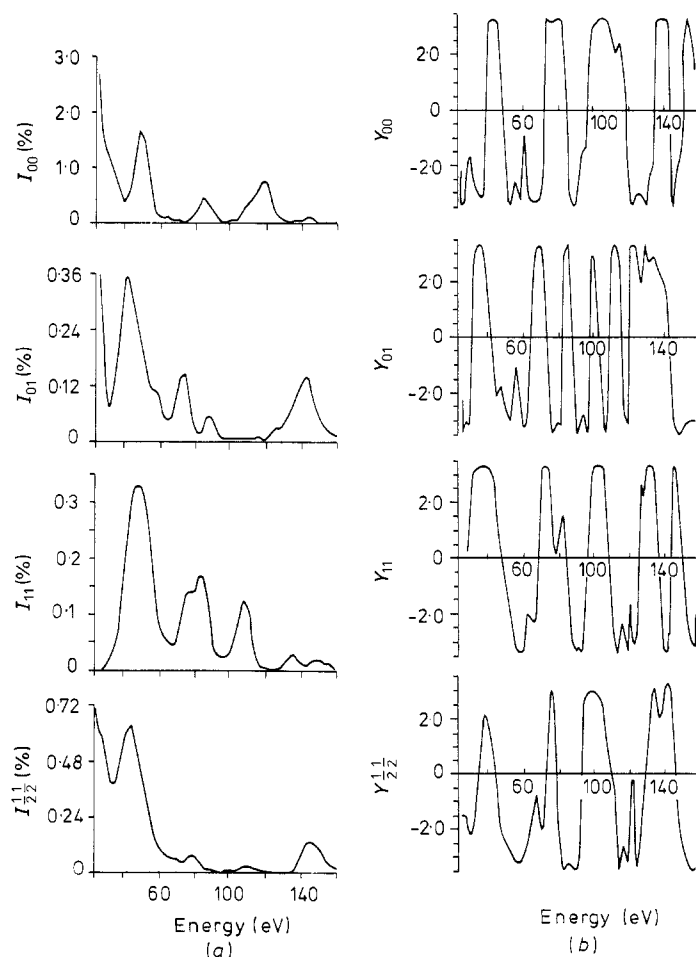 3·0
2·0
1·0
0
I00 (%)
0·36
0·24
0·12
0
I01 (%)
0·3
0·2
0·1
0
I11 (%)
0·72
0·48
0·24
0
I½½ (%)
60 100 140
Energy (eV)
(a)
2·0
0
-2·0
Y00
60 100 140
2·0
0
-2·0
Y01
60 100 140
2·0
0
-2·0
Y11
60 100 140
2·0
0
-2·0
Y½½
60 100 140
Energy (eV)
(b)